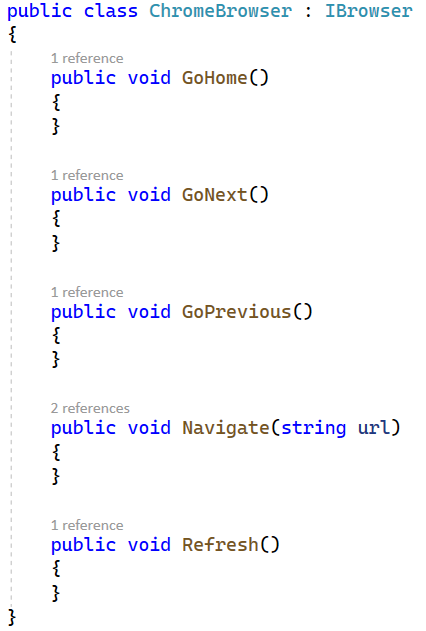 public class ChromeBrowser : IBrowser
{
1 reference
public void GoHome()
{
}
1 reference
public void GoNext()
{
}
1 reference
public void GoPrevious()
{
}
2 references
public void Navigate(string url)
{
}
1 reference
public void Refresh()
{
}
}